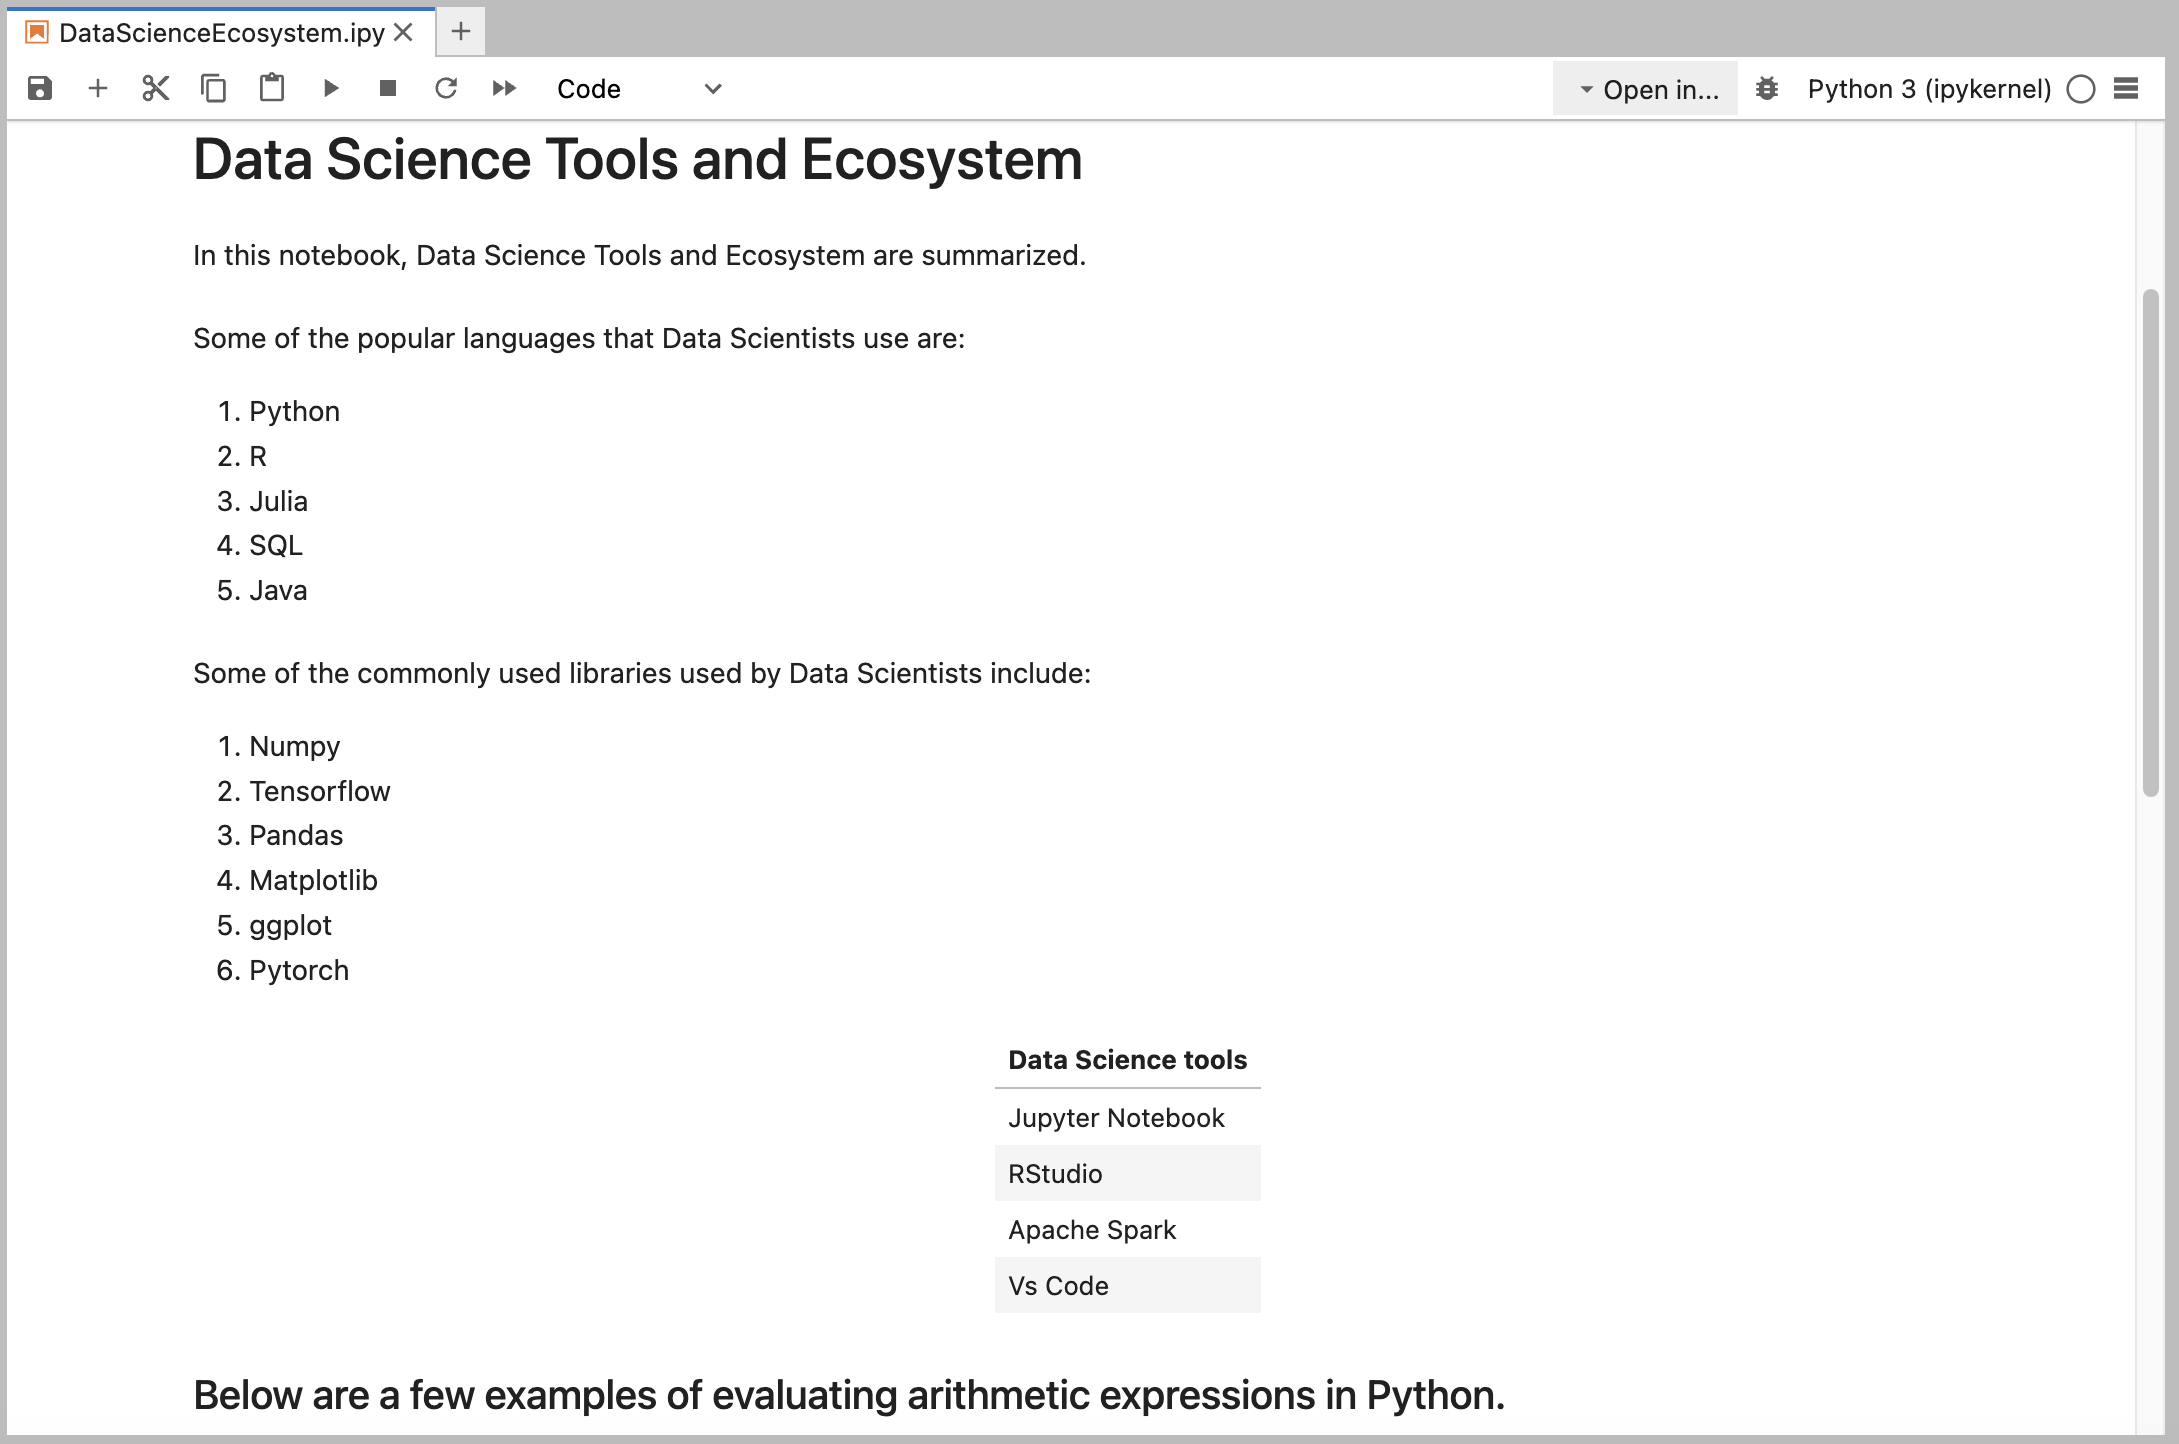 DataScienceEcosystem.ipy
Code
Open in...
Python 3 (ipykernel)
Data Science Tools and Ecosystem
In this notebook, Data Science Tools and Ecosystem are summarized.
Some of the popular languages that Data Scientists use are:
1. Python
2. R
3. Julia
4. SQL
5. Java
Some of the commonly used libraries used by Data Scientists include:
1. Numpy
2. Tensorflow
3. Pandas
4. Matplotlib
5. ggplot
6. Pytorch
Data Science tools
Jupyter Notebook
RStudio
Apache Spark
Vs Code
Below are a few examples of evaluating arithmetic expressions in Python.